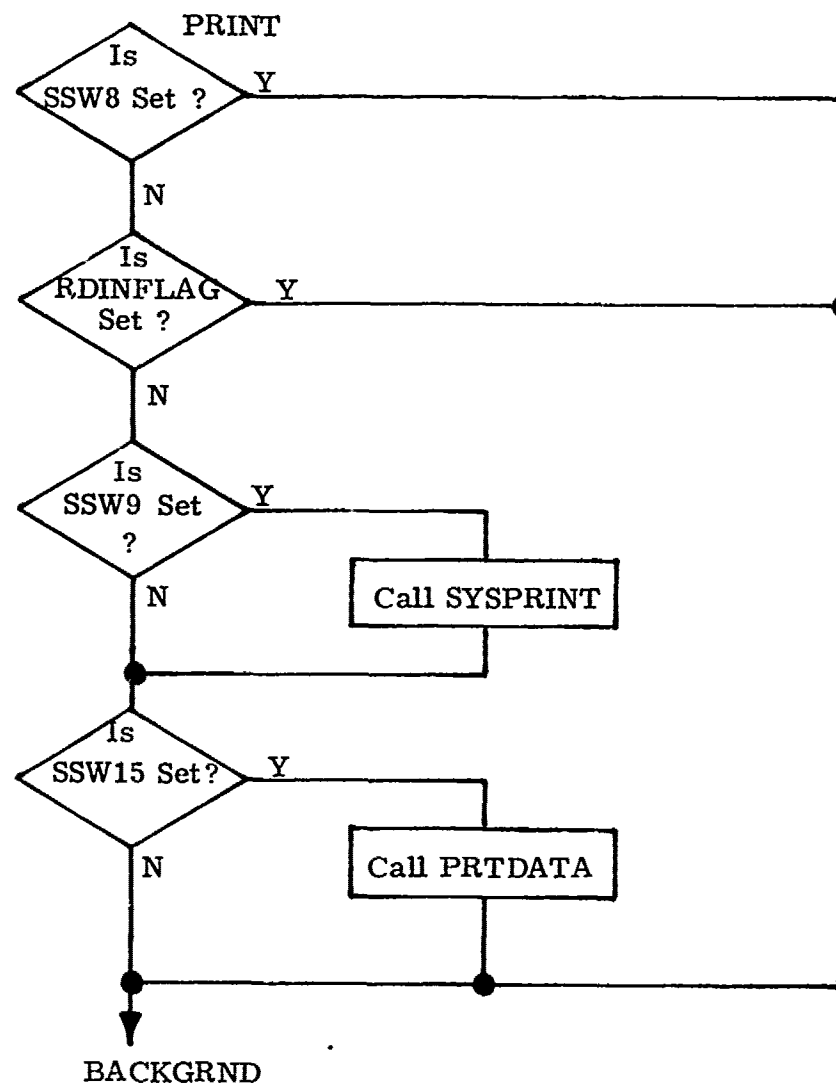 PRINT
Is
SSW8 Set ?
Y
N
Is
RDINFLAG
Set ?
Y
N
Is
SSW9 Set
?
Y
N
Call SYSPRINT
Is
SSW15 Set?
Y
N
Call PRTDATA
BACKGRND